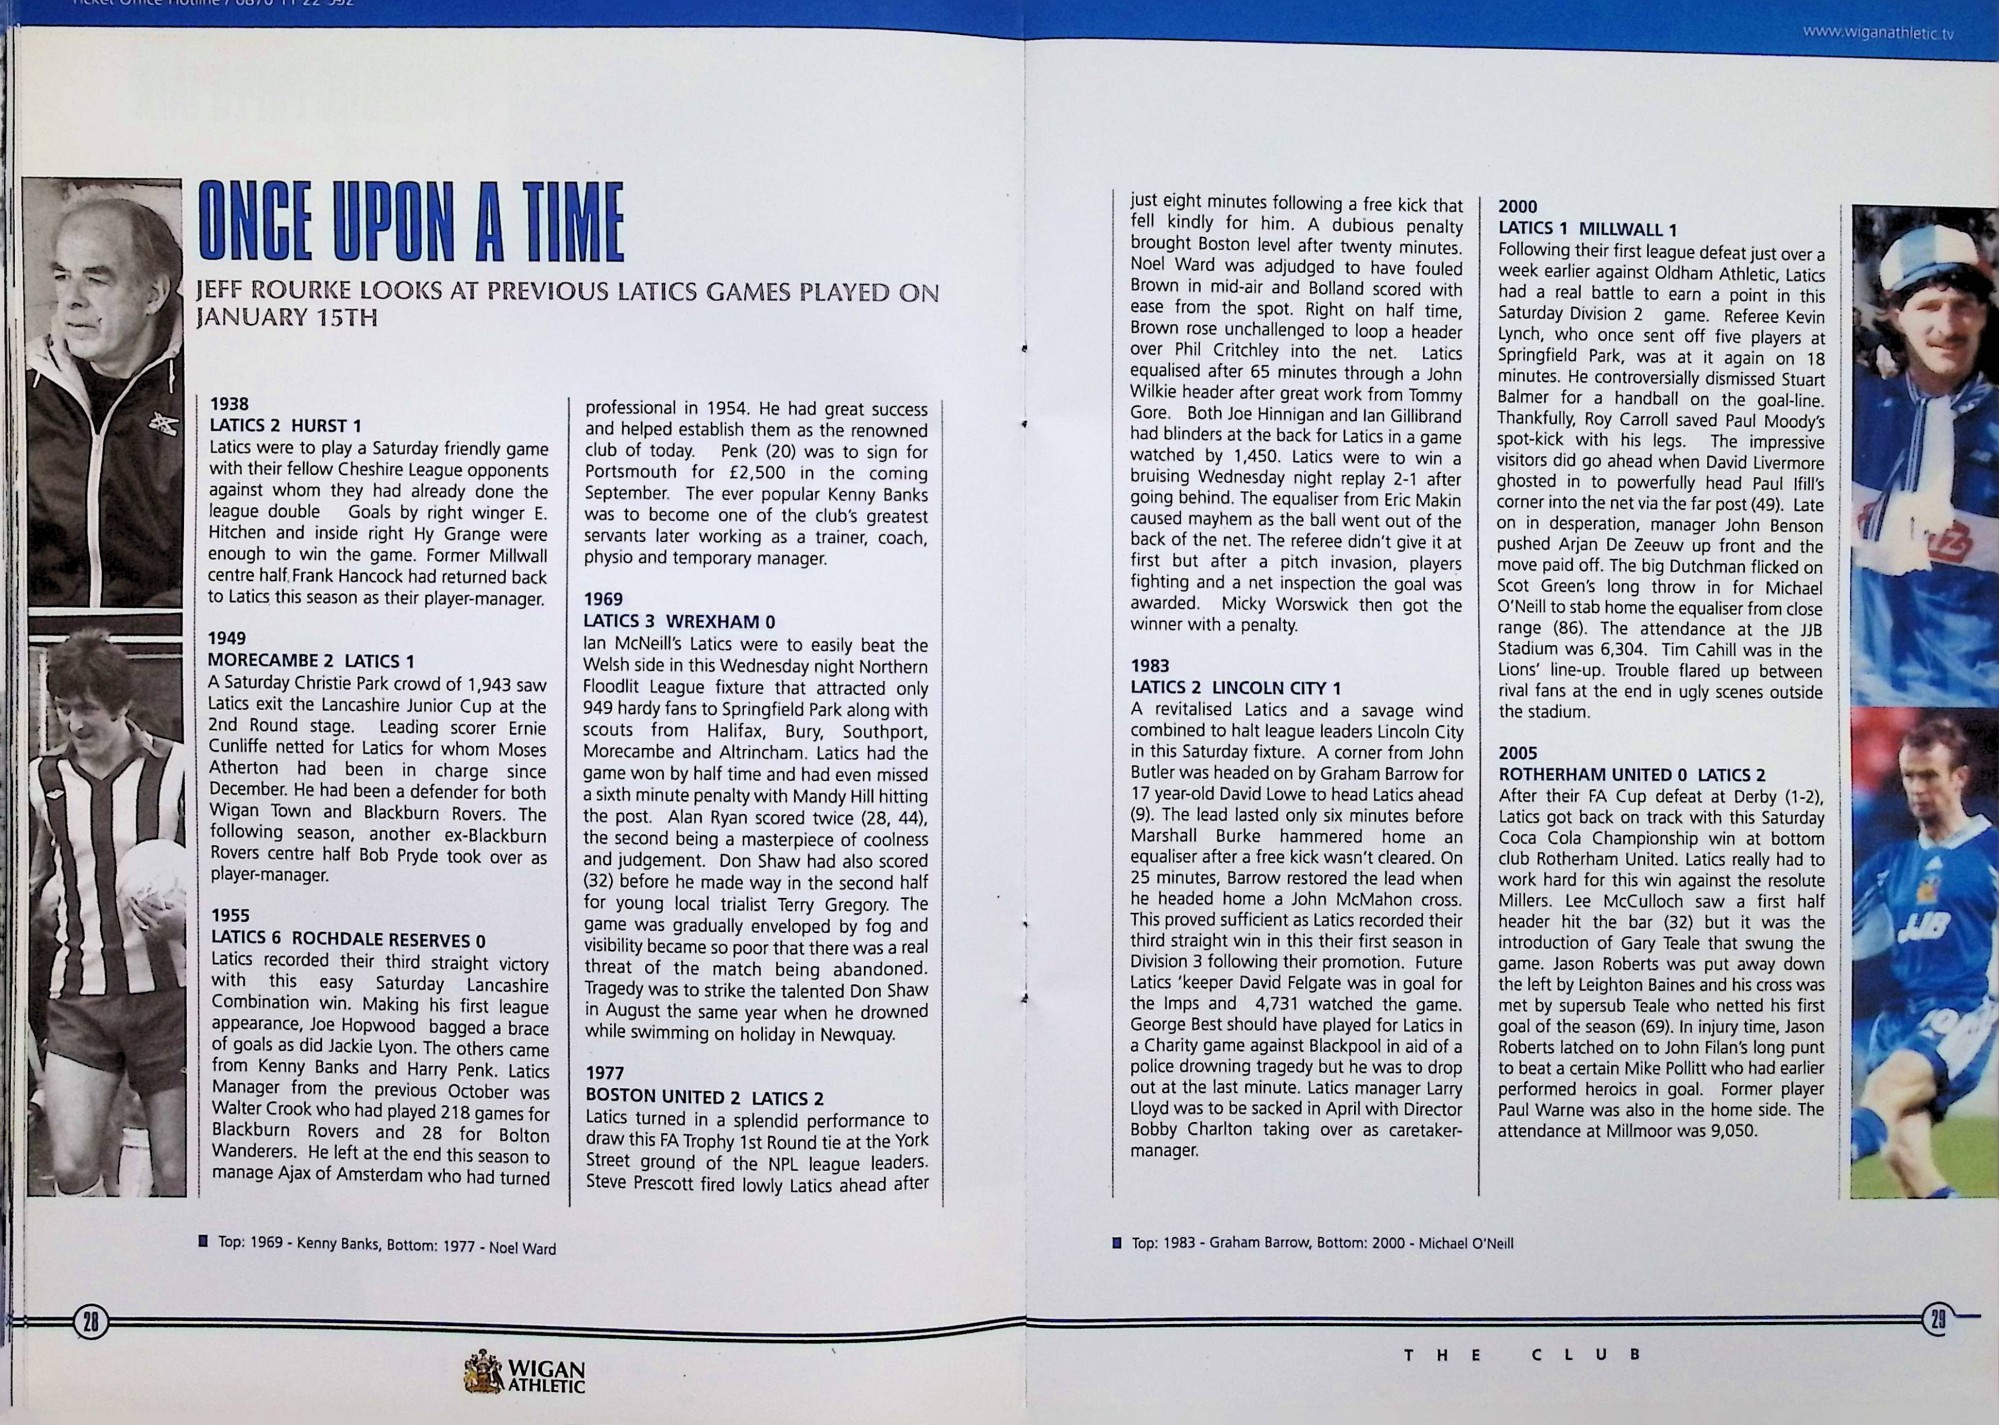 Ticket Office Hotline / 0870 11 22 552
www.wiganathletic.tv
ONCE UPON A TIME
JEFF ROURKE LOOKS AT PREVIOUS LATICS GAMES PLAYED ON
JANUARY 15TH
1938
LATICS 2 HURST 1
Latics were to play a Saturday friendly game
with their fellow Cheshire League opponents
against whom they had already done the
league double Goals by right winger E.
Hitchen and inside right Hy Grange were
enough to win the game. Former Millwall
centre half Frank Hancock had returned back
to Latics this season as their player-manager.
1949
MORECAMBE 2 LATICS 1
A Saturday Christie Park crowd of 1,943 saw
Latics exit the Lancashire Junior Cup at the
2nd Round stage. Leading scorer Ernie
Cunliffe netted for Latics for whom Moses
Atherton had been in charge since
December. He had been a defender for both
Wigan Town and Blackburn Rovers. The
following season, another ex-Blackburn
Rovers centre half Bob Pryde took over as
player-manager.
1955
LATICS 6 ROCHDALE RESERVES 0
Latics recorded their third straight victory
with this easy Saturday Lancashire
Combination win. Making his first league
appearance, Joe Hopwood bagged a brace
of goals as did Jackie Lyon. The others came
from Kenny Banks and Harry Penk. Latics
Manager from the previous October was
Walter Crook who had played 218 games for
Blackburn Rovers and 28 for Bolton
Wanderers. He left at the end this season to
manage Ajax of Amsterdam who had turned
professional in 1954. He had great success
and helped establish them as the renowned
club of today. Penk (20) was to sign for
Portsmouth for £2,500 in the coming
September. The ever popular Kenny Banks
was to become one of the club's greatest
servants later working as a trainer, coach,
physio and temporary manager.
1969
LATICS 3 WREXHAM 0
Ian McNeill's Latics were to easily beat the
Welsh side in this Wednesday night Northern
Floodlit League fixture that attracted only
949 hardy fans to Springfield Park along with
scouts from Halifax, Bury, Southport,
Morecambe and Altrincham. Latics had the
game won by half time and had even missed
a sixth minute penalty with Mandy Hill hitting
the post. Alan Ryan scored twice (28, 44),
the second being a masterpiece of coolness
and judgement. Don Shaw had also scored
(32) before he made way in the second half
for young local trialist Terry Gregory. The
game was gradually enveloped by fog and
visibility became so poor that there was a real
threat of the match being abandoned.
Tragedy was to strike the talented Don Shaw
in August the same year when he drowned
while swimming on holiday in Newquay.
1977
BOSTON UNITED 2 LATICS 2
Latics turned in a splendid performance to
draw this FA Trophy 1st Round tie at the York
Street ground of the NPL league leaders.
Steve Prescott fired lowly Latics ahead after
just eight minutes following a free kick that
fell kindly for him. A dubious penalty
brought Boston level after twenty minutes.
Noel Ward was adjudged to have fouled
Brown in mid-air and Bolland scored with
ease from the spot. Right on half time,
Brown rose unchallenged to loop a header
over Phil Critchley into the net. Latics
equalised after 65 minutes through a John
Wilkie header after great work from Tommy
Gore. Both Joe Hinnigan and Ian Gillibrand
had blinders at the back for Latics in a game
watched by 1,450. Latics were to win a
bruising Wednesday night replay 2-1 after
going behind. The equaliser from Eric Makin
caused mayhem as the ball went out of the
back of the net. The referee didn't give it at
first but after a pitch invasion, players
fighting and a net inspection the goal was
awarded. Micky Worswick then got the
winner with a penalty.
1983
LATICS 2 LINCOLN CITY 1
A revitalised Latics and a savage wind
combined to halt league leaders Lincoln City
in this Saturday fixture. A corner from John
Butler was headed on by Graham Barrow for
17 year-old David Lowe to head Latics ahead
(9). The lead lasted only six minutes before
Marshall Burke hammered home an
equaliser after a free kick wasn't cleared. On
25 minutes, Barrow restored the lead when
he headed home a John McMahon cross.
This proved sufficient as Latics recorded their
third straight win in this their first season in
Division 3 following their promotion. Future
Latics 'keeper David Felgate was in goal for
the Imps and 4,731 watched the game.
George Best should have played for Latics in
a Charity game against Blackpool in aid of a
police drowning tragedy but he was to drop
out at the last minute. Latics manager Larry
Lloyd was to be sacked in April with Director
Bobby Charlton taking over as caretaker-
manager.
2000
LATICS 1 MILLWALL 1
Following their first league defeat just over a
week earlier against Oldham Athletic, Latics
had a real battle to earn a point in this
Saturday Division 2 game. Referee Kevin
Lynch, who once sent off five players at
Springfield Park, was at it again on 18
minutes. He controversially dismissed Stuart
Balmer for a handball on the goal-line.
Thankfully, Roy Carroll saved Paul Moody's
spot-kick with his legs. The impressive
visitors did go ahead when David Livermore
ghosted in to powerfully head Paul Ifill's
corner into the net via the far post (49). Late
on in desperation, manager John Benson
pushed Arjan De Zeeuw up front and the
move paid off. The big Dutchman flicked on
Scot Green's long throw in for Michael
O'Neill to stab home the equaliser from close
range (86). The attendance at the JJB
Stadium was 6,304. Tim Cahill was in the
Lions' line-up. Trouble flared up between
rival fans at the end in ugly scenes outside
the stadium.
2005
ROTHERHAM UNITED 0 LATICS 2
After their FA Cup defeat at Derby (1-2),
Latics got back on track with this Saturday
Coca Cola Championship win at bottom
club Rotherham United. Latics really had to
work hard for this win against the resolute
Millers. Lee McCulloch saw a first half
header hit the bar (32) but it was the
introduction of Gary Teale that swung the
game. Jason Roberts was put away down
the left by Leighton Baines and his cross was
met by supersub Teale who netted his first
goal of the season (69). In injury time, Jason
Roberts latched on to John Filan's long punt
to beat a certain Mike Pollitt who had earlier
performed heroics in goal. Former player
Paul Warne was also in the home side. The
attendance at Millmoor was 9,050.
JJB
Top: 1969 - Kenny Banks, Bottom: 1977 - Noel Ward
Top: 1983 - Graham Barrow, Bottom: 2000 - Michael O'Neill
28
29
WIGAN
ATHLETIC
THE CLUB